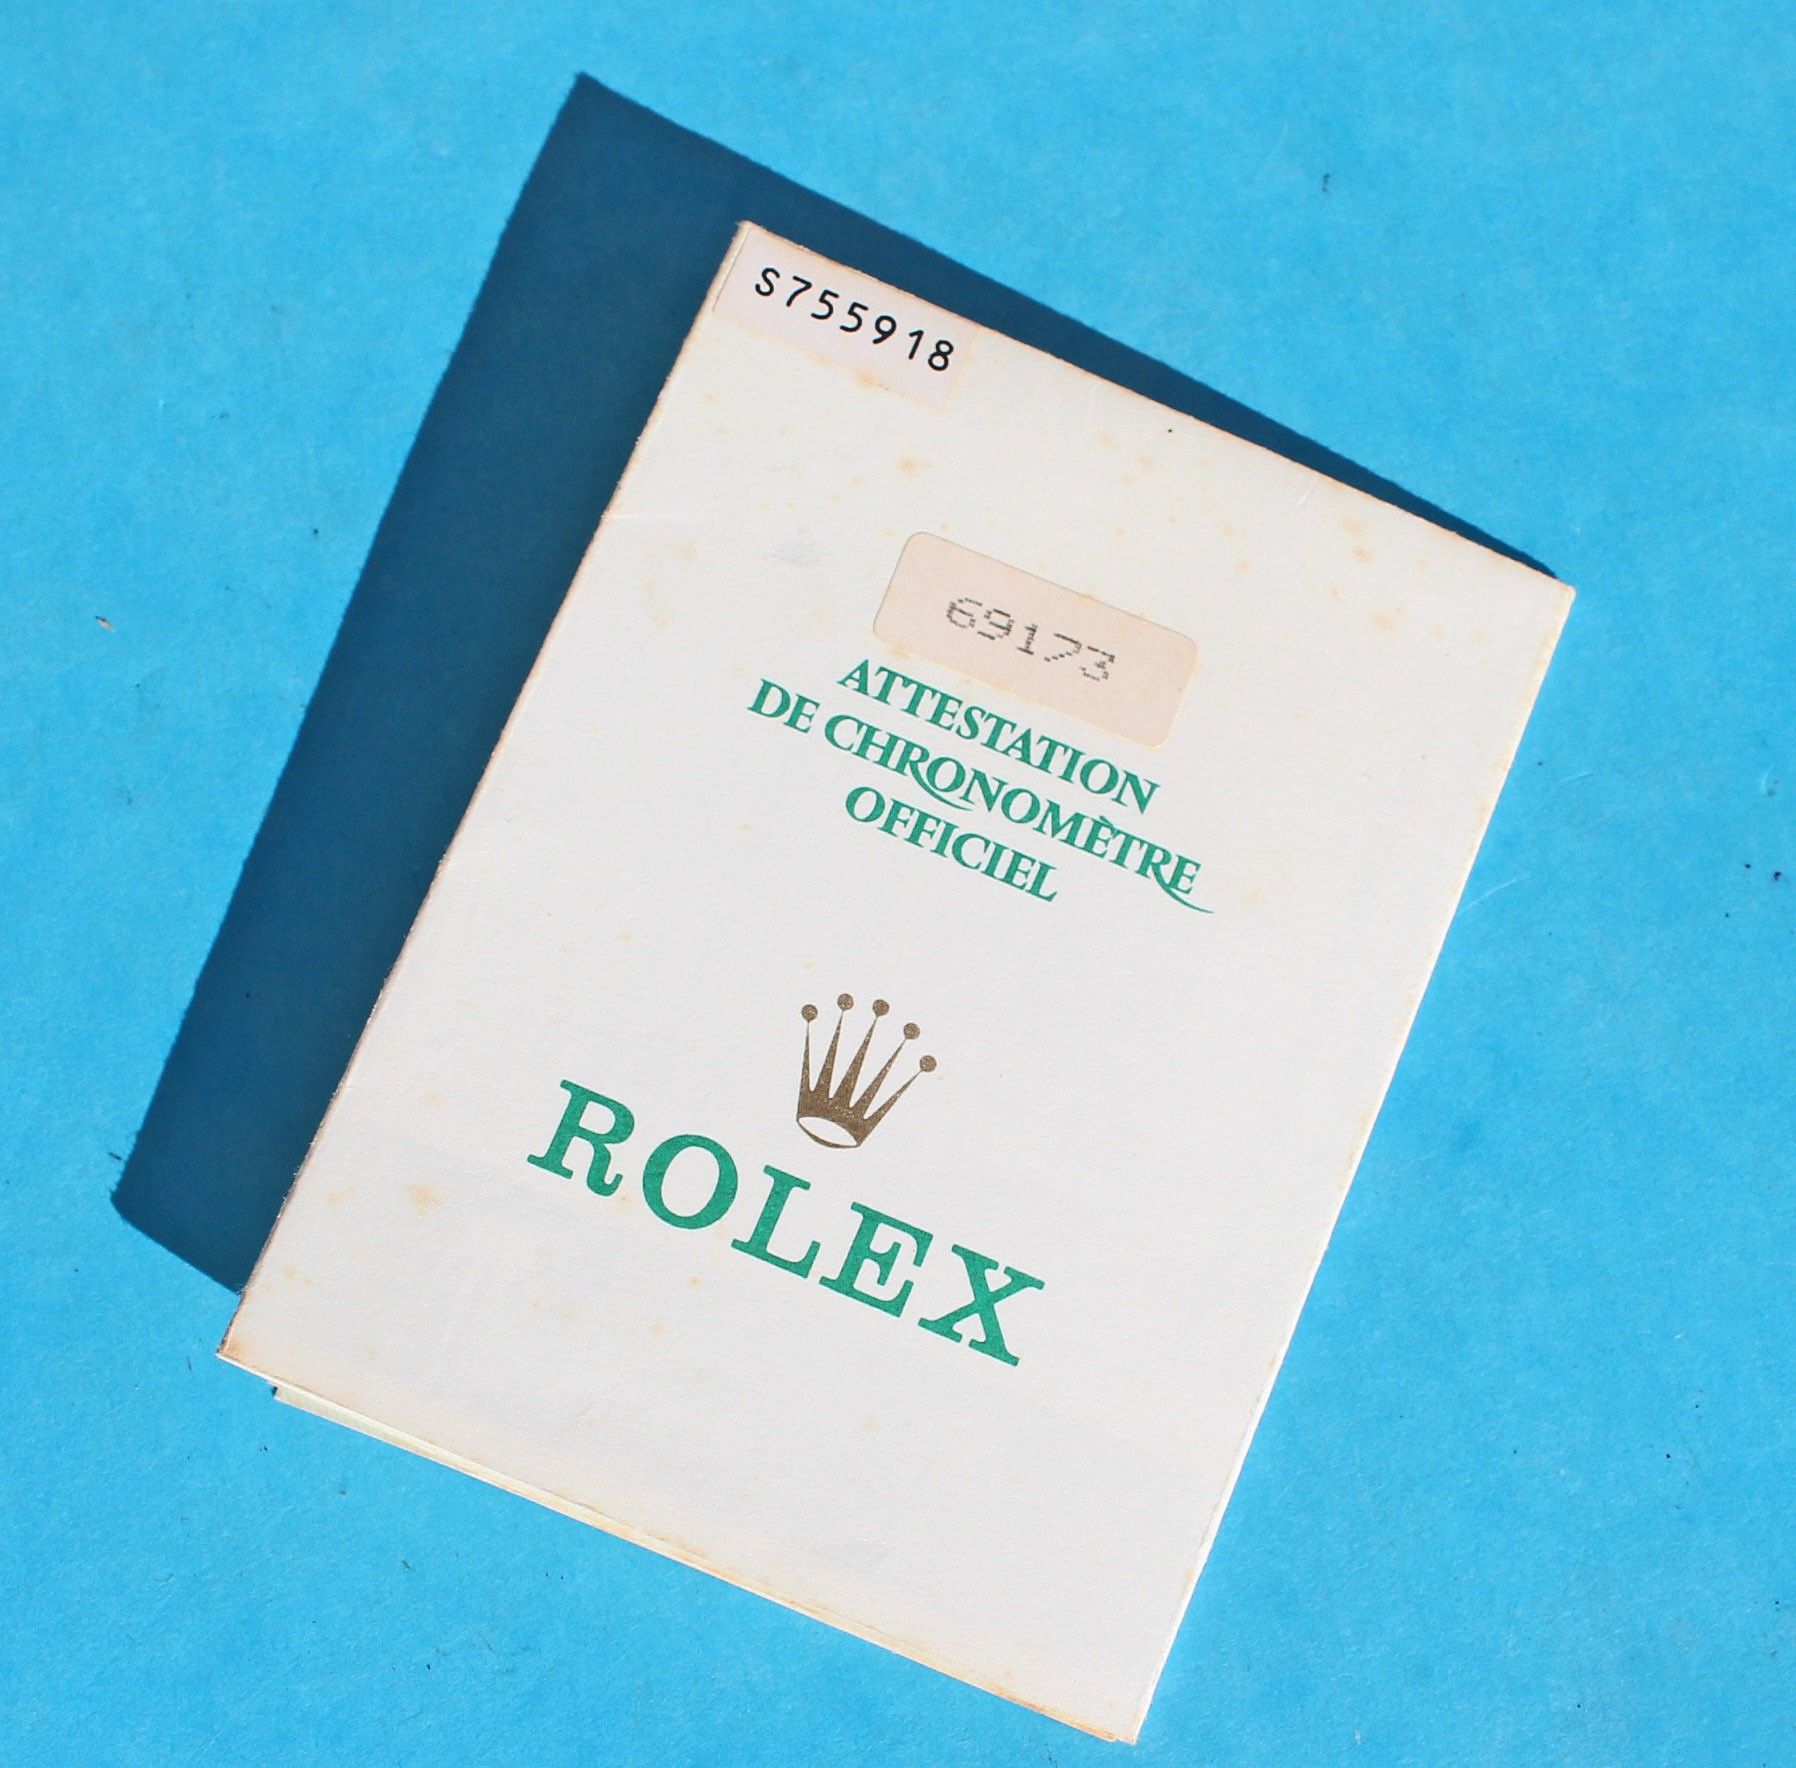 S755918
69173
ATTESTATION
DE CHRONOMÈTRE
OFFICIEL
ROLEX